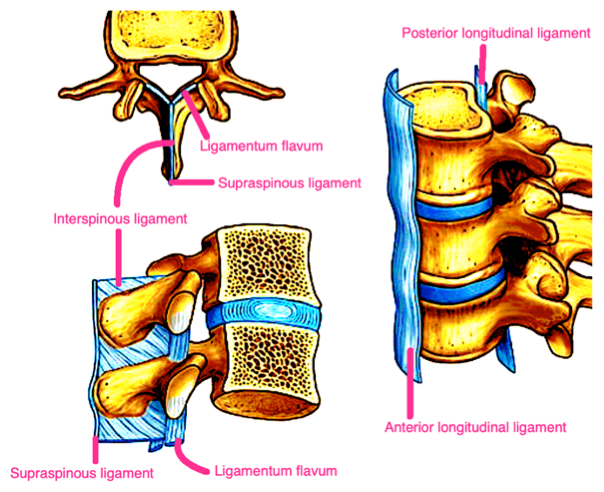 Posterior longitudinal ligament
Ligamentum flavum
Supraspinous ligament
Interspinous ligament
Anterior longitudinal ligament
Supraspinous ligament
Ligamentum flavum